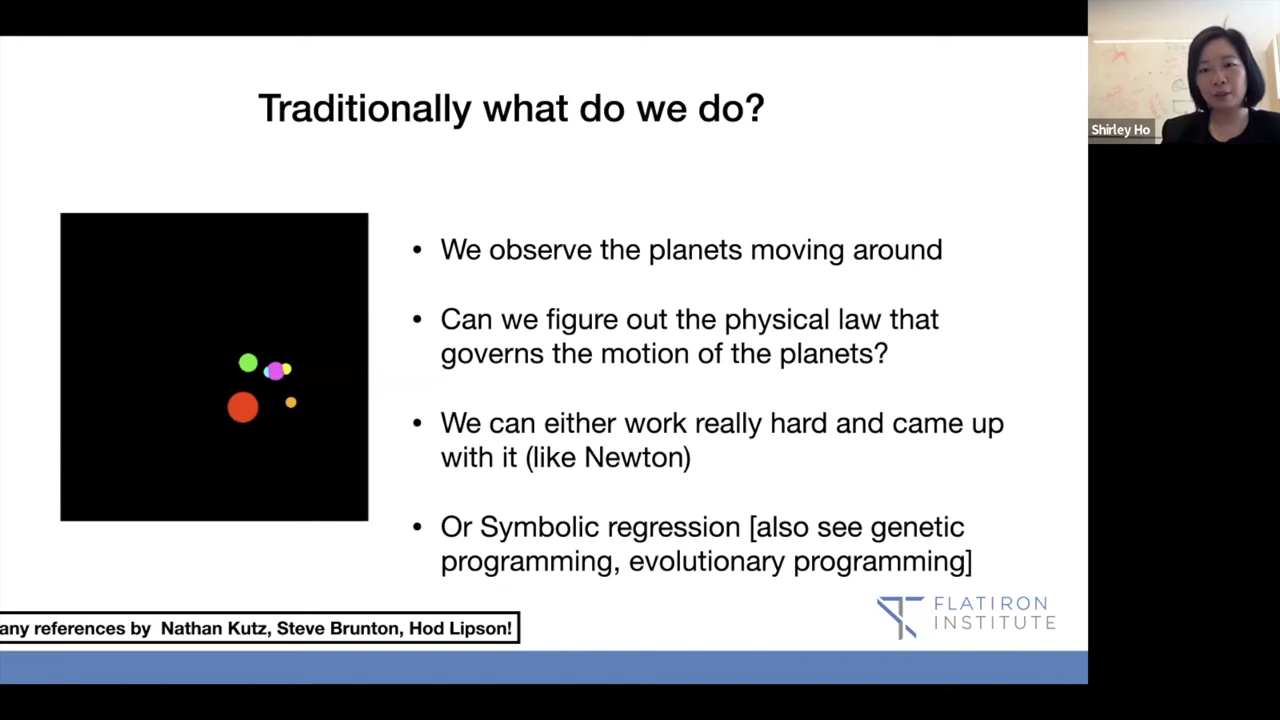 Traditionally what do we do?
Shirley Ho
• We observe the planets moving around
• Can we figure out the physical law that
governs the motion of the planets?
• We can either work really hard and came up
with it (like Newton)
• Or Symbolic regression [also see genetic
programming, evolutionary programming]
any references by Nathan Kutz, Steve Brunton, Hod Lipson!
FLATIRON
INSTITUTE